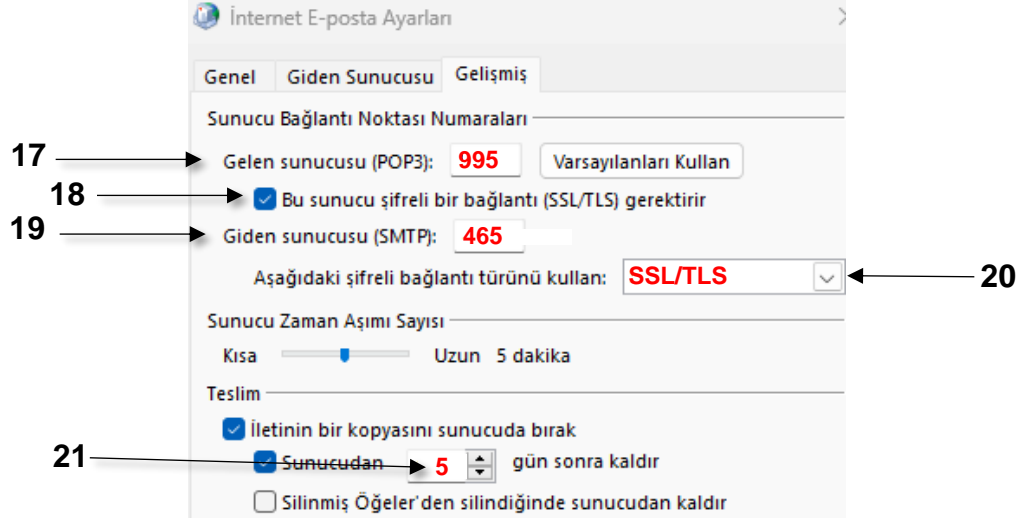 İnternet E-posta Ayarları
Genel Giden Sunucusu Gelişmiş
Sunucu Bağlantı Noktası Numaraları
17 Gelen sunucusu (POP3): 995 Varsayılanları Kullan
18 Bu sunucu şifreli bir bağlantı (SSL/TLS) gerektirir
19 Giden sunucusu (SMTP): 465
Aşağıdaki şifreli bağlantı türünü kullan: SSL/TLS 20
Sunucu Zaman Aşımı Sayısı
Kısa Uzun 5 dakika
Teslim
İletinin bir kopyasını sunucuda bırak
21 Sunucudan 5 gün sonra kaldır
Silinmiş Öğeler'den silindiğinde sunucudan kaldır